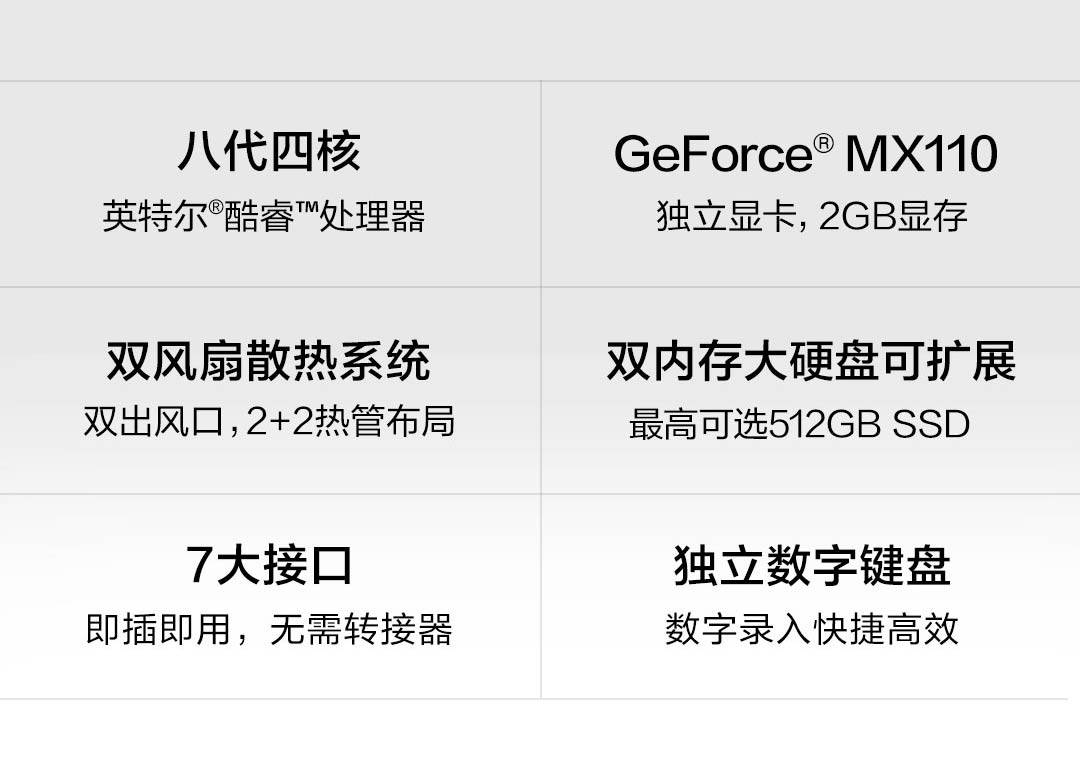 八代四核
英特尔®酷睿™处理器
GeForce® MX110
独立显卡, 2GB显存
双风扇散热系统
双出风口, 2+2热管布局
双内存大硬盘可扩展
最高可选512GB SSD
7大接口
即插即用，无需转接器
独立数字键盘
数字录入快捷高效